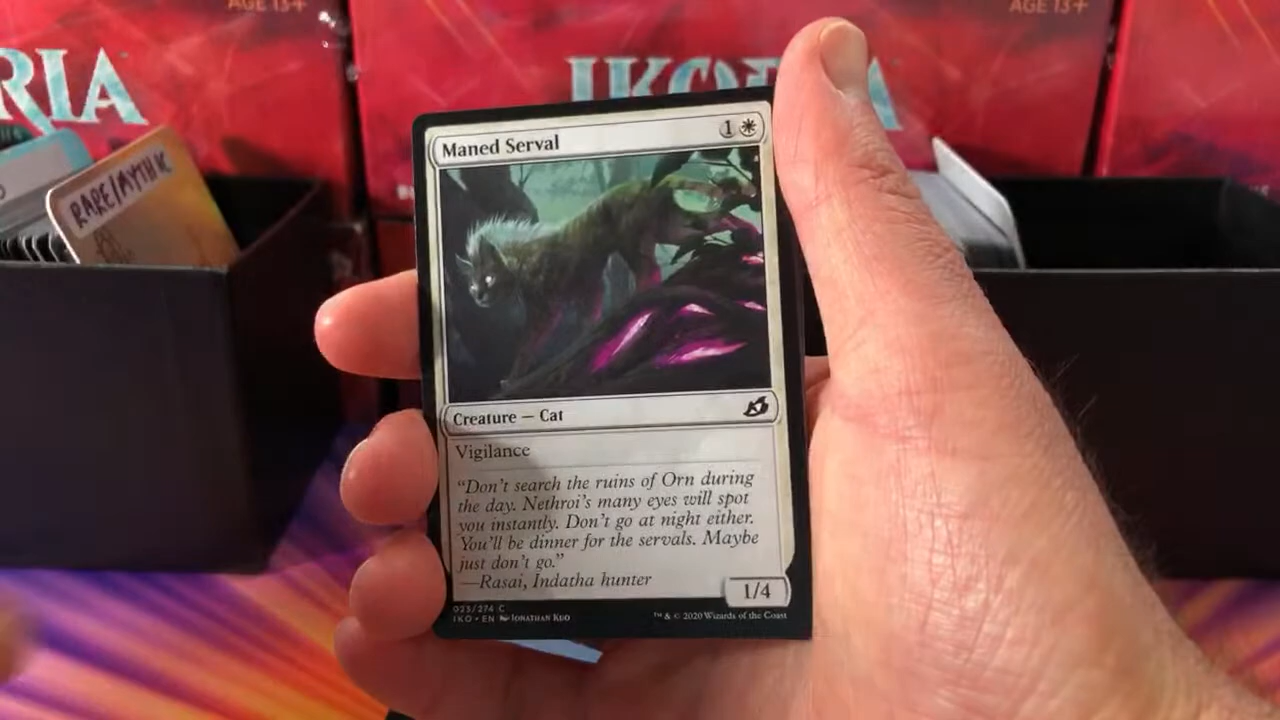 AGE 13+
AGE 13+
RIA
IKORIA
RARE/MYTHIC
Maned Serval
1
Creature — Cat
Vigilance
“Don’t search the ruins of Orn during
the day. Nethroi’s many eyes will spot
you instantly. Don’t go at night either.
You’ll be dinner for the servals. Maybe
just don’t go.”
—Rasai, Indatha hunter
1/4
023/274 C
IKO • EN Jonathan Kuo
™ & © 2020 Wizards of the Coast